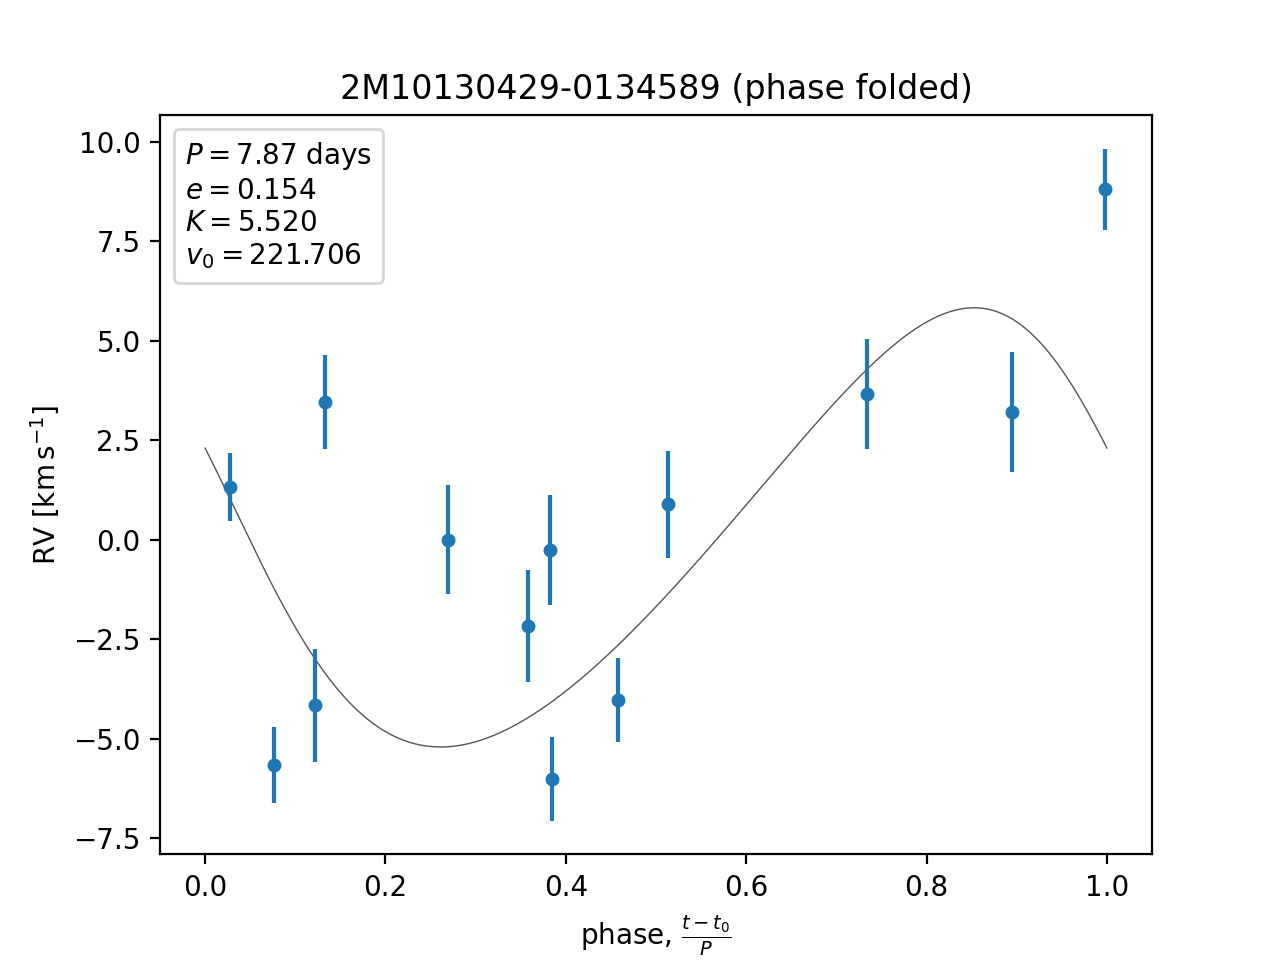 2M10130429-0134589 (phase folded)
P = 7.87 days
e = 0.154
K = 5.520
v₀ = 221.706
10.0
7.5
5.0
2.5
0.0
−2.5
−5.0
−7.5
RV [km s⁻¹]
0.0 0.2 0.4 0.6 0.8 1.0
phase, (t − t₀)/P